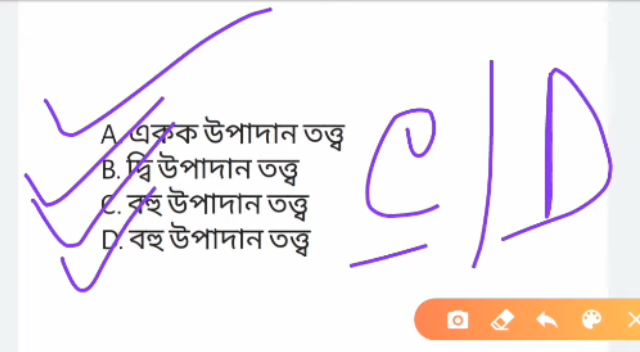 A. একক উপাদান তত্ত্ব
B. দ্বি উপাদান তত্ত্ব
C. বহু উপাদান তত্ত্ব
D. বহু উপাদান তত্ত্ব
C / D